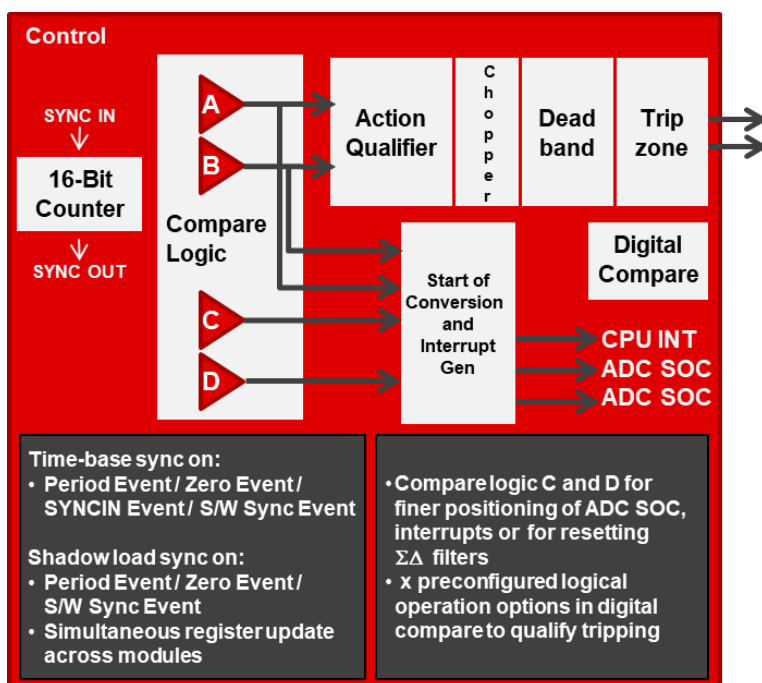 Control
SYNC IN
16-Bit
Counter
SYNC OUT
A
B
Compare
Logic
C
D
Action
Qualifier
Chopper
Dead
band
Trip
zone
Start of
Conversion
and
Interrupt
Gen
Digital
Compare
CPU INT
ADC SOC
ADC SOC
Time-base sync on:
• Period Event / Zero Event /
SYNCIN Event / S/W Sync Event
Shadow load sync on:
• Period Event / Zero Event /
S/W Sync Event
• Simultaneous register update
across modules
• Compare logic C and D for
finer positioning of ADC SOC,
interrupts or for resetting
ΣΔ filters
• x preconfigured logical
operation options in digital
compare to qualify tripping